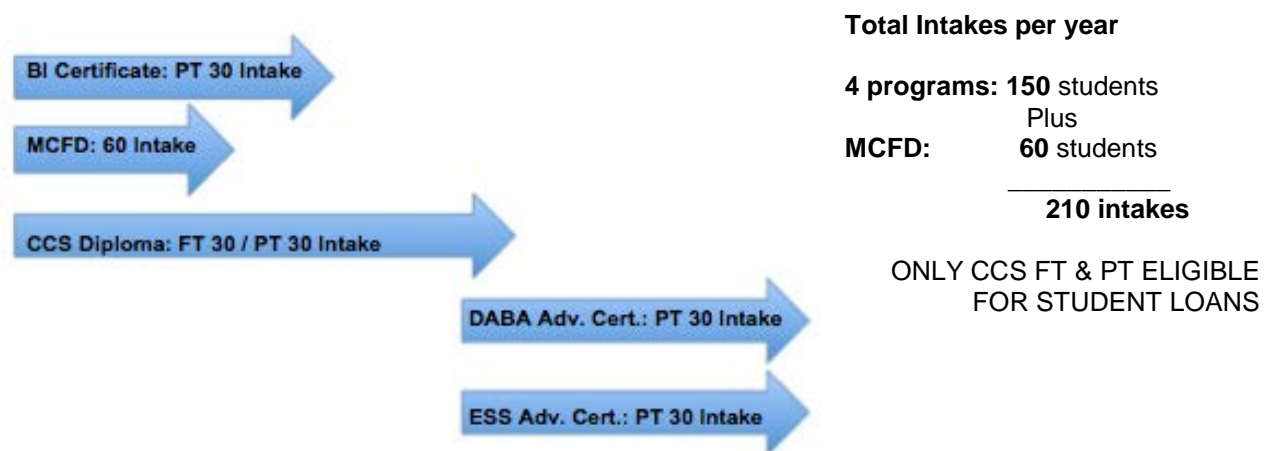 BI Certificate: PT 30 Intake
MCFD: 60 Intake
CCS Diploma: FT 30 / PT 30 Intake
DABA Adv. Cert.: PT 30 Intake
ESS Adv. Cert.: PT 30 Intake
Total Intakes per year
4 programs: 150 students
Plus
MCFD: 60 students
210 intakes
ONLY CCS FT & PT ELIGIBLE
FOR STUDENT LOANS